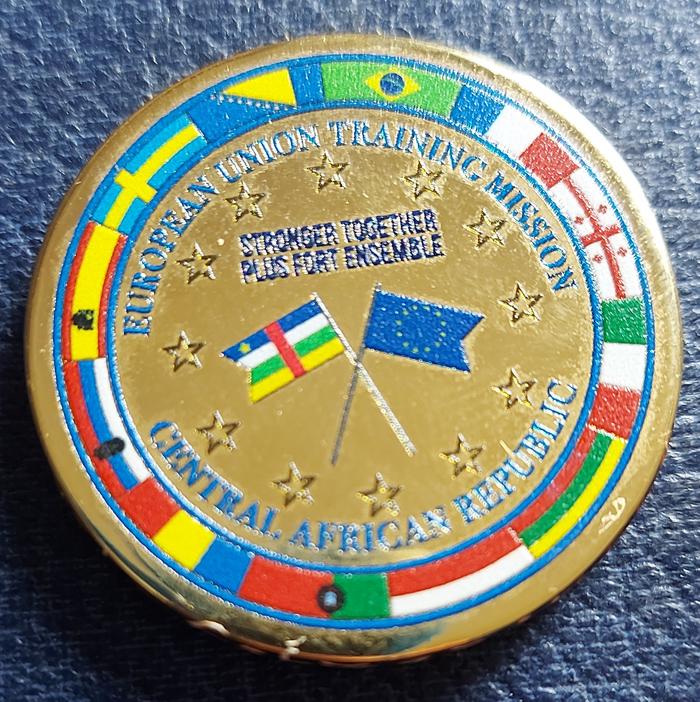 EUROPEAN UNION TRAINING MISSION
STRONGER TOGETHER
PLUS FORT ENSEMBLE
CENTRAL AFRICAN REPUBLIC